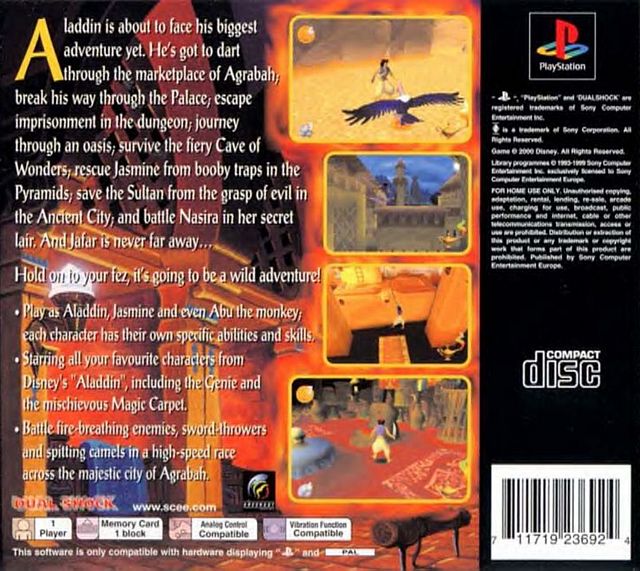 Aladdin is about to face his biggest
adventure yet. He's got to dart
through the marketplace of Agrabah;
break his way through the Palace; escape
imprisonment in the dungeon; journey
through an oasis; survive the fiery Cave of
Wonders; rescue Jasmine from booby traps in the
Pyramids; save the Sultan from the grasp of evil in
the Ancient City; and battle Nasira in her secret
lair. And Jafar is never far away...
Hold on to your fez, it's going to be a wild adventure!
• Play as Aladdin, Jasmine and even Abu the monkey;
each character has their own specific abilities and skills.
• Starring all your favourite characters from
Disney's "Aladdin", including the Genie and
the mischievous Magic Carpet.
• Battle fire-breathing enemies, sword-throwers
and spitting camels in a high-speed race
across the majestic city of Agrabah.
DUAL SHOCK
www.scee.com
1
Player
Memory Card
1 block
Analog Control
Compatible
Vibration Function
Compatible
This software is only compatible with hardware displaying " " and PAL
PlayStation
" ", "PlayStation" and 'DUALSHOCK' are
registered trademarks of Sony Computer
Entertainment Inc.
is a trademark of Sony Corporation. All
Rights Reserved.
Game © 2000 Disney. All Rights Reserved.
Library programmes © 1993-1999 Sony Computer
Entertainment Inc. exclusively licensed to Sony
Computer Entertainment Europe.
FOR HOME USE ONLY. Unauthorised copying,
adaptation, rental, lending, re-sale, arcade
use, charging for use, broadcast, public
performance and internet, cable or other
telecommunications transmission, access or
use are prohibited. Distribution or extraction of
this product or any trademark or copyright
work that forms part of this product are
prohibited. Published by Sony Computer
Entertainment Europe.
COMPACT
disc
7 11719 23692 4